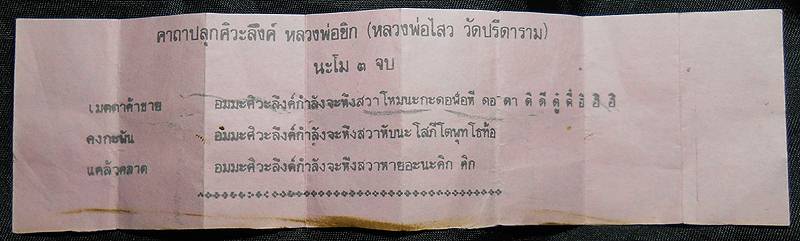 คาถาปลุกศิวะลึงค์ หลวงพ่อขิก (หลวงพ่อไสว วัดปรีดาราม)
นะโม ๓ จบ
เมตตาค้าขาย อมมะศิวะลึงค์กำลังจะหึงสวาโหมนะกะดอพ่อที ดอ ตา ติ ตี ตู๋ ตี๋ อิ ฮิ ฮิ
คงกะพัน อมมะศิวะลึงค์กำลังจะหึงสวาหับนะ โสภีโตพุทโธท้อ
แคล้วคลาด อมมะศิวะลึงค์กำลังจะหึงสวาหายอะนะคิก คิก